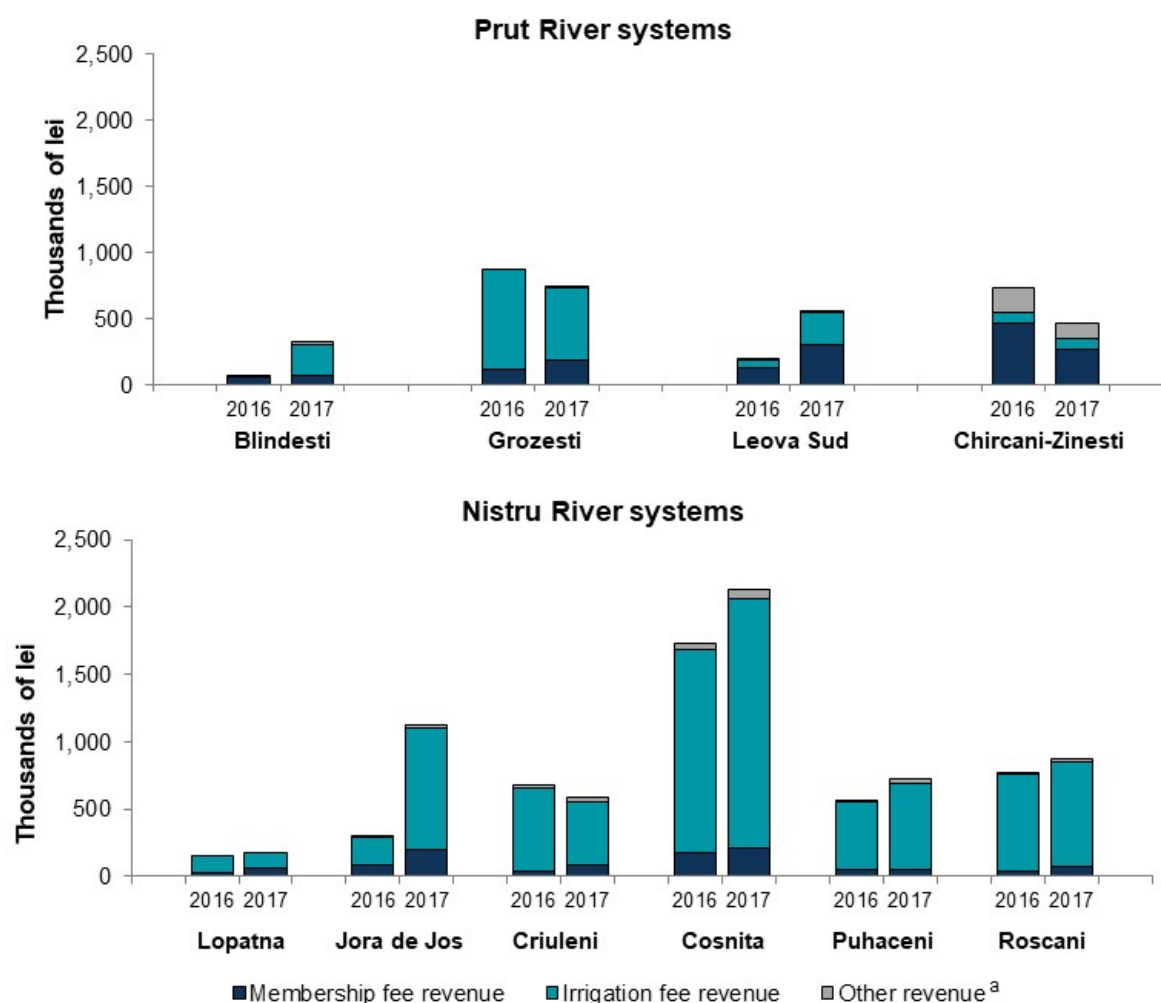 Prut River systems
Thousands of lei
2,500
2,000
1,500
1,000
500
0
2016 2017 2016 2017 2016 2017 2016 2017
Blindesti Grozesti Leova Sud Chircani-Zinesti
Nistru River systems
Thousands of lei
2,500
2,000
1,500
1,000
500
0
2016 2017 2016 2017 2016 2017 2016 2017 2016 2017 2016 2017
Lopatna Jora de Jos Criuleni Cosnita Puhaceni Roscani
Membership fee revenue Irrigation fee revenue Other revenue a